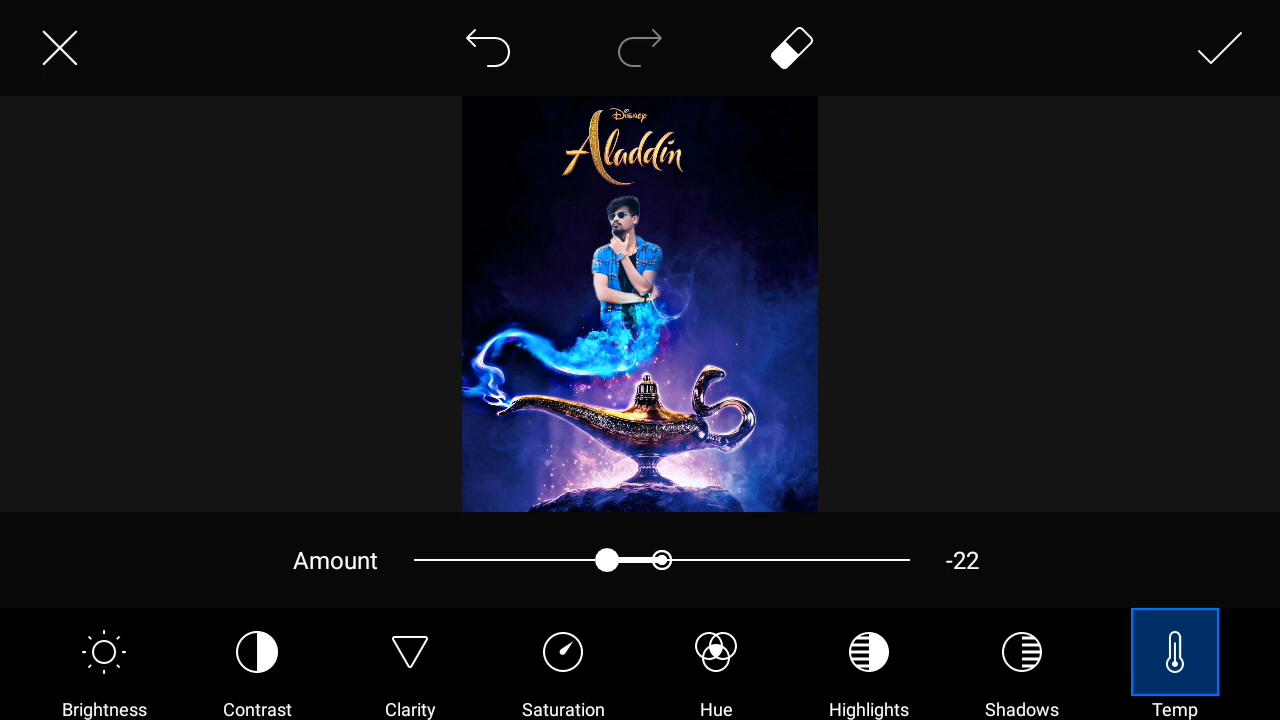 Disney
Aladdin
Amount
-22
Brightness
Contrast
Clarity
Saturation
Hue
Highlights
Shadows
Temp